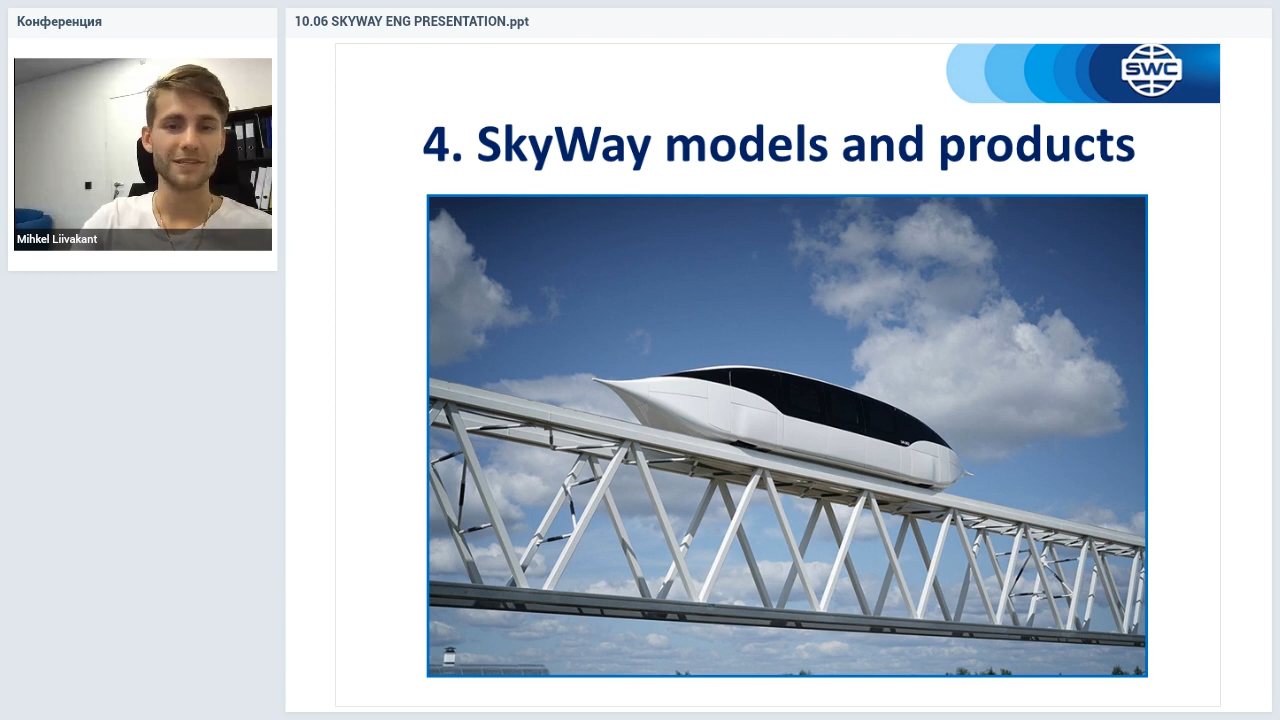 Конференция
10.06 SKYWAY ENG PRESENTATION.ppt
SWC
4. SkyWay models and products
Mihkel Liivakant